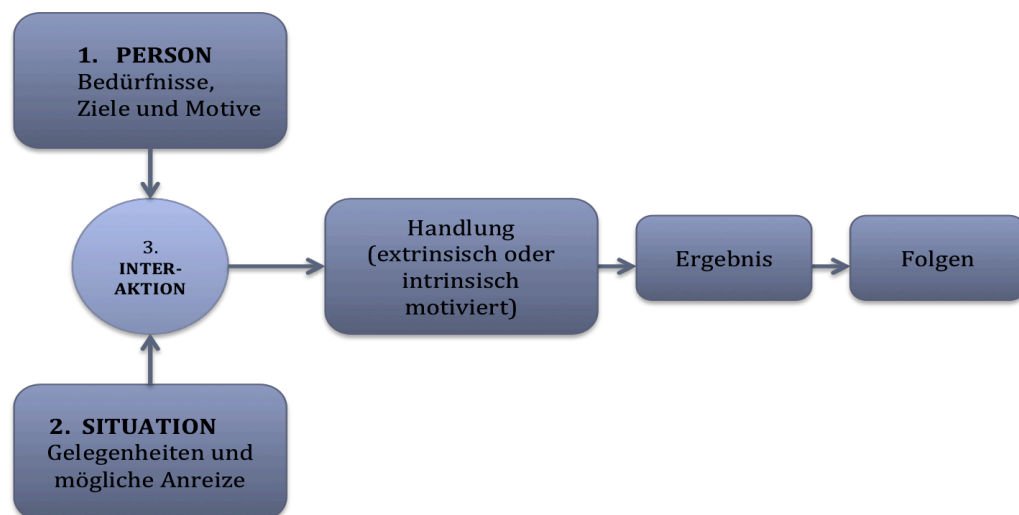 1. PERSON
Bedürfnisse,
Ziele und Motive
3.
INTER-
AKTION
Handlung
(extrinsisch oder
intrinsisch
motiviert)
Ergebnis
Folgen
2. SITUATION
Gelegenheiten und
mögliche Anreize